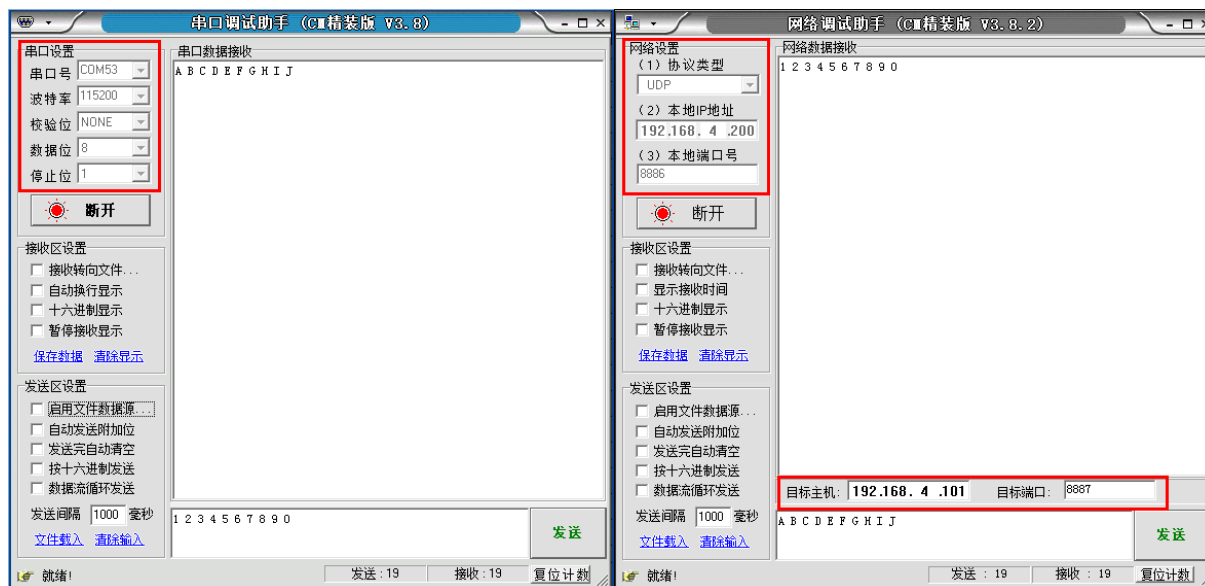 串口调试助手 (CM精装版 V3.8)
串口设置
串口号 COM53
波特率 115200
校验位 NONE
数据位 8
停止位 1
断开
接收区设置
接收转向文件...
自动换行显示
十六进制显示
暂停接收显示
保存数据 清除显示
发送区设置
启用文件数据源...
自动发送附加位
发送完自动清空
按十六进制发送
数据流循环发送
发送间隔 1000 毫秒
文件载入 清除输入
串口数据接收
A B C D E F G H I J
1 2 3 4 5 6 7 8 9 0
发送
就绪!
发送:19
接收:19
复位计数
网络调试助手 (CM精装版 V3.8.2)
网络设置
(1) 协议类型
UDP
(2) 本地IP地址
192.168. 4 .200
(3) 本地端口号
8886
断开
接收区设置
接收转向文件...
显示接收时间
十六进制显示
暂停接收显示
保存数据 清除显示
发送区设置
启用文件数据源...
自动发送附加位
发送完自动清空
按十六进制发送
数据流循环发送
发送间隔 1000 毫秒
文件载入 清除输入
网络数据接收
1 2 3 4 5 6 7 8 9 0
目标主机: 192.168. 4 .101 目标端口: 8887
A B C D E F G H I J
发送
就绪!
发送 : 19
接收 : 19
复位计数